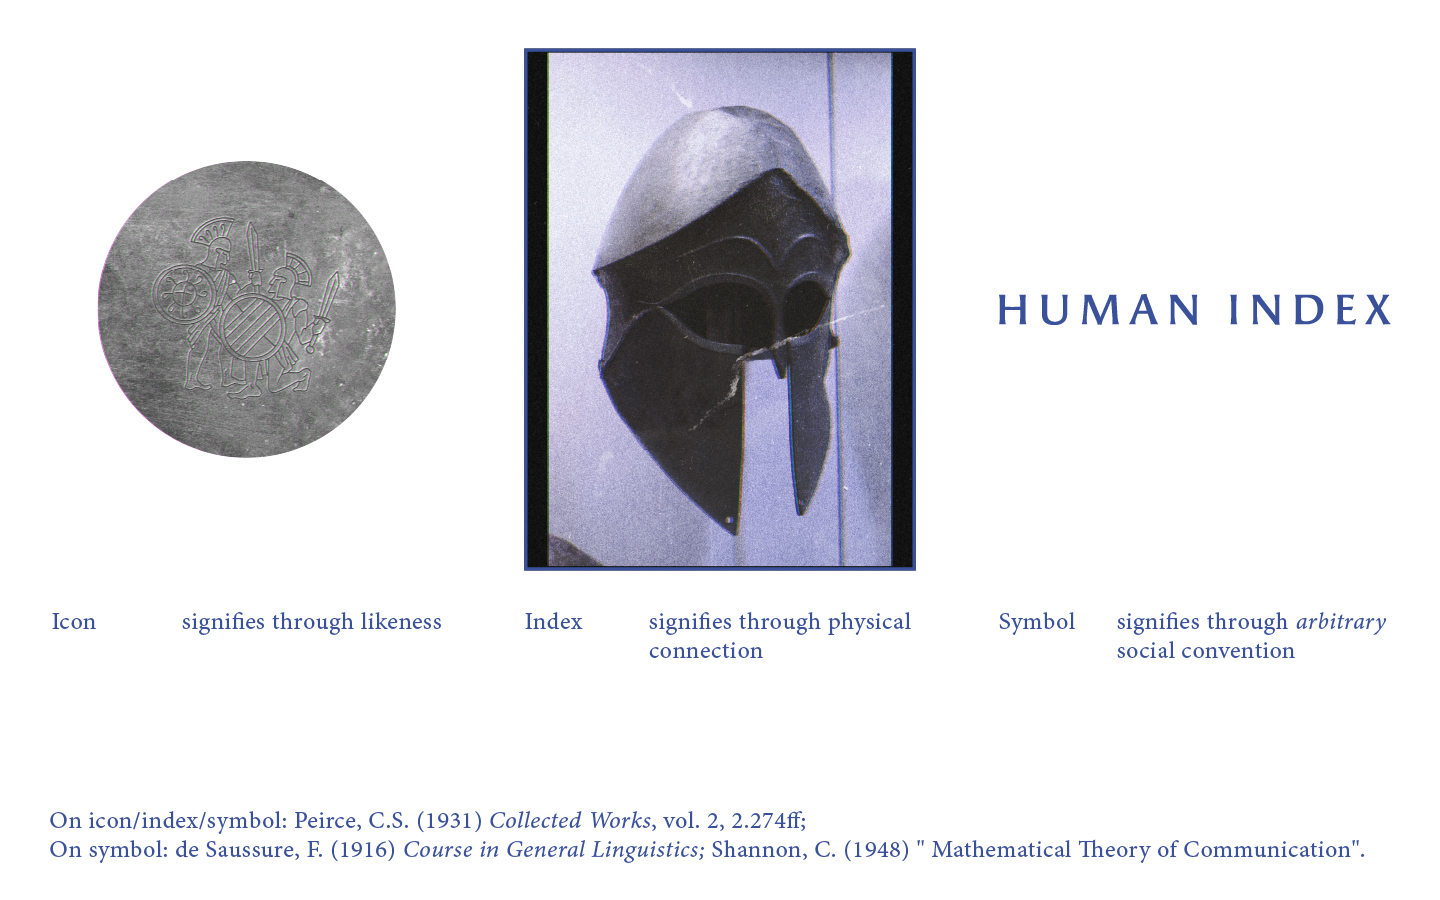 HUMAN INDEX
Icon signifies through likeness
Index signifies through physical
connection
Symbol signifies through arbitrary
social convention
On icon/index/symbol: Peirce, C.S. (1931) Collected Works, vol. 2, 2.274ff;
On symbol: de Saussure, F. (1916) Course in General Linguistics; Shannon, C. (1948) " Mathematical Theory of Communication".